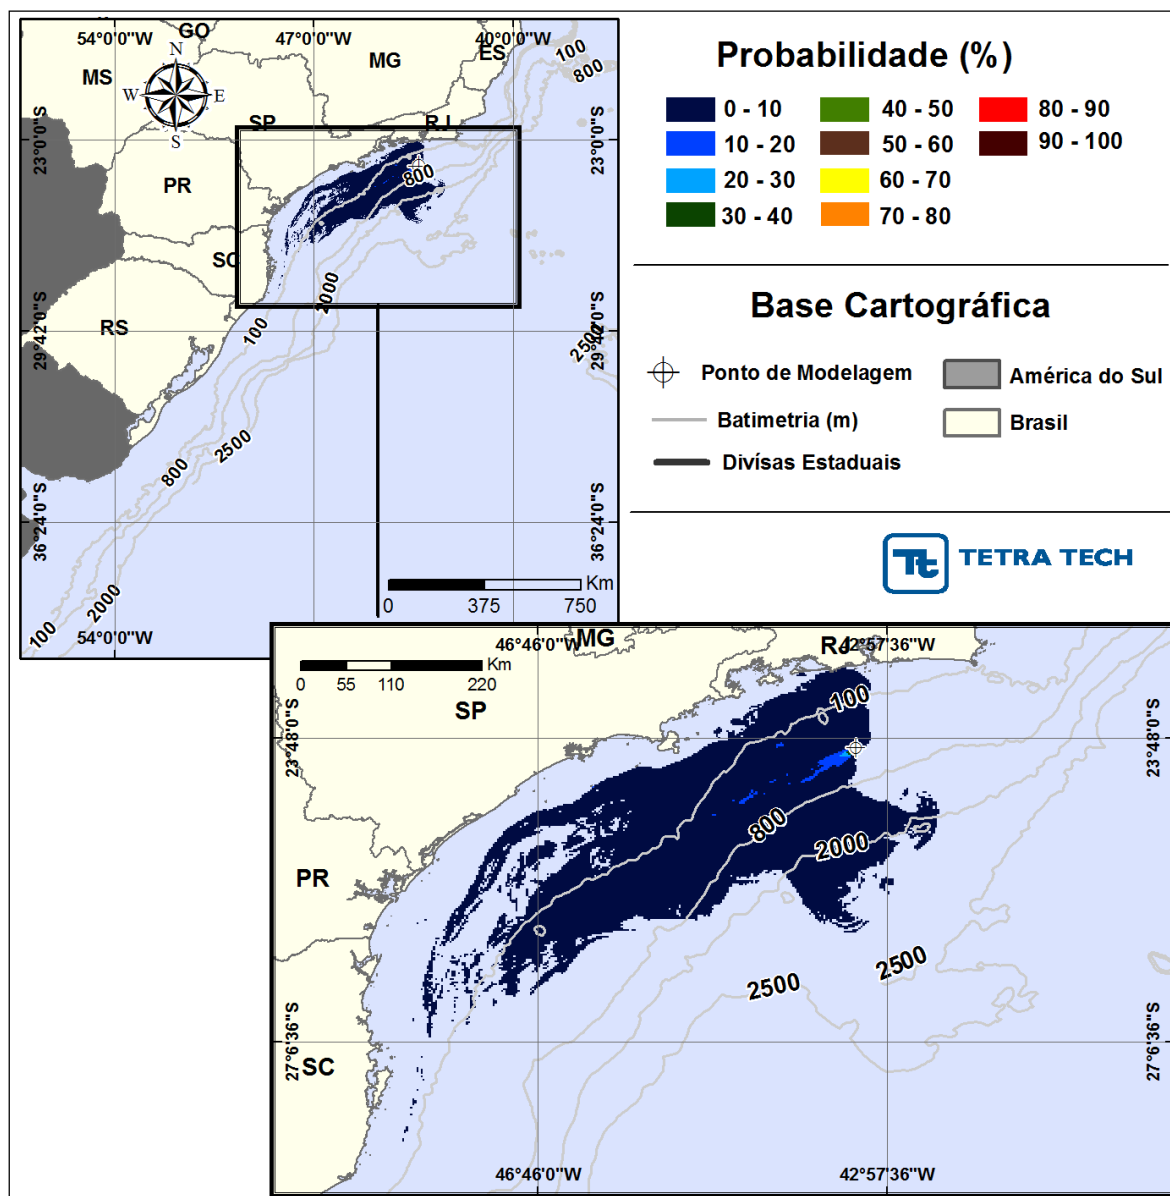 54°0'0"W
47°0'0"W
40°0'0"W
GO
MG
ES
MS
N
W
E
S
SP
RJ
PR
SC
RS
100
800
800
100
2000
2500
2500
800
100
2000
23°0'0"S
23°0'0"S
29°42'0"S
29°42'0"S
36°24'0"S
36°24'0"S
54°0'0"W
Km
0 375 750
Probabilidade (%)
0 - 10
40 - 50
80 - 90
10 - 20
50 - 60
90 - 100
20 - 30
60 - 70
30 - 40
70 - 80
Base Cartográfica
Ponto de Modelagem
América do Sul
Batimetria (m)
Brasil
Divísas Estaduais
Tt TETRA TECH
46°46'0"W
MG
RJ
42°57'36"W
Km
0 55 110 220
SP
100
23°48'0"S
23°48'0"S
800
2000
PR
2500
2500
27°6'36"S
27°6'36"S
SC
46°46'0"W
42°57'36"W